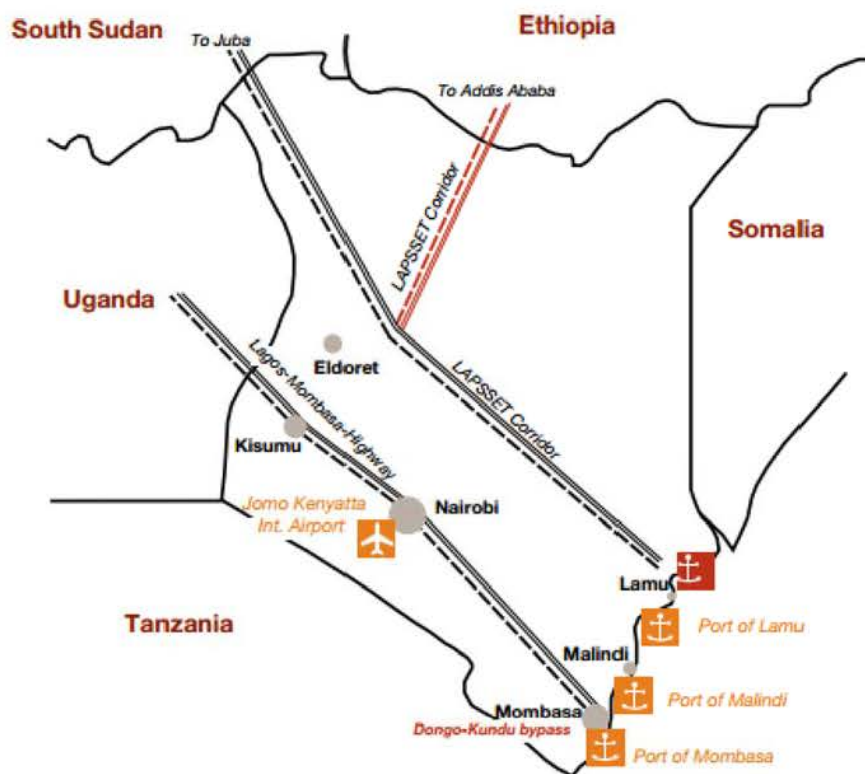 South Sudan
Ethiopia
To Juba
To Addis Ababa
LAPSSET Corridor
Somalia
Uganda
Eldoret
Lagos-Mombasa-Highway
LAPSSET Corridor
Kisumu
Jomo Kenyatta
Int. Airport
Nairobi
Lamu
Tanzania
Port of Lamu
Malindi
Port of Malindi
Mombasa
Dongo-Kundu bypass
Port of Mombasa